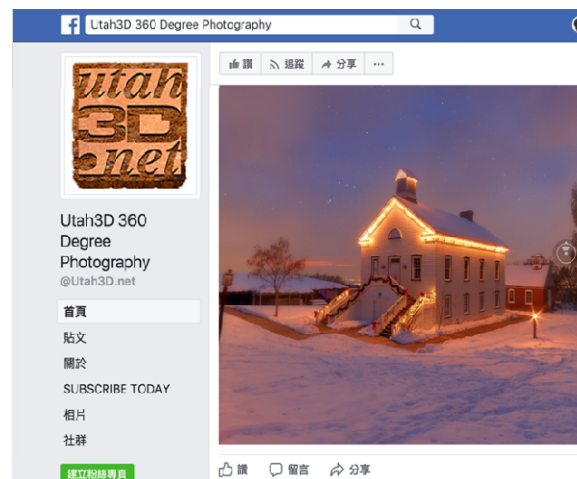 Utah3D 360 Degree Photography
utah
3D
.net
讚 追蹤 分享 ...
Utah3D 360
Degree
Photography
@Utah3D.net
首頁
貼文
關於
SUBSCRIBE TODAY
相片
社群
建立粉絲專頁
讚 留言 分享